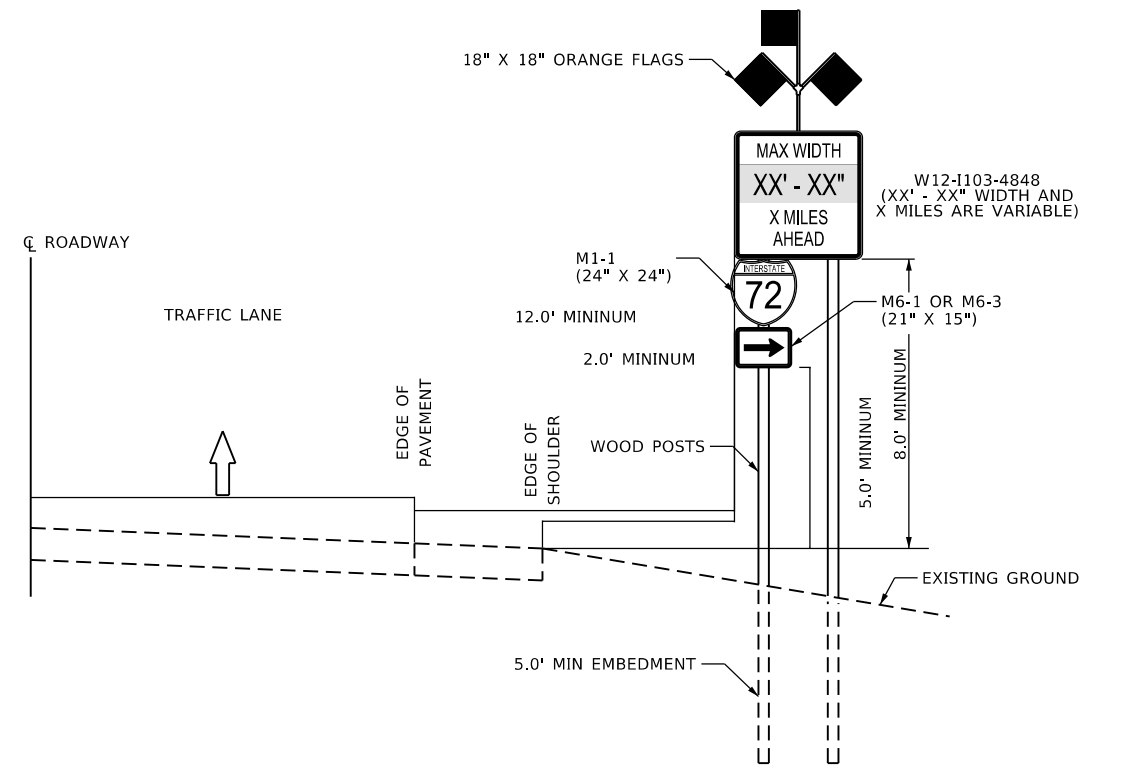 18" X 18" ORANGE FLAGS
MAX WIDTH
XX' - XX"
X MILES
AHEAD
W12-I103-4848
(XX' - XX" WIDTH AND
X MILES ARE VARIABLE)
℄ ROADWAY
TRAFFIC LANE
M1-1
(24" X 24")
INTERSTATE
72
M6-1 OR M6-3
(21" X 15")
12.0' MININUM
2.0' MININUM
EDGE OF
PAVEMENT
EDGE OF
SHOULDER
WOOD POSTS
5.0' MININUM
8.0' MININUM
EXISTING GROUND
5.0' MIN EMBEDMENT